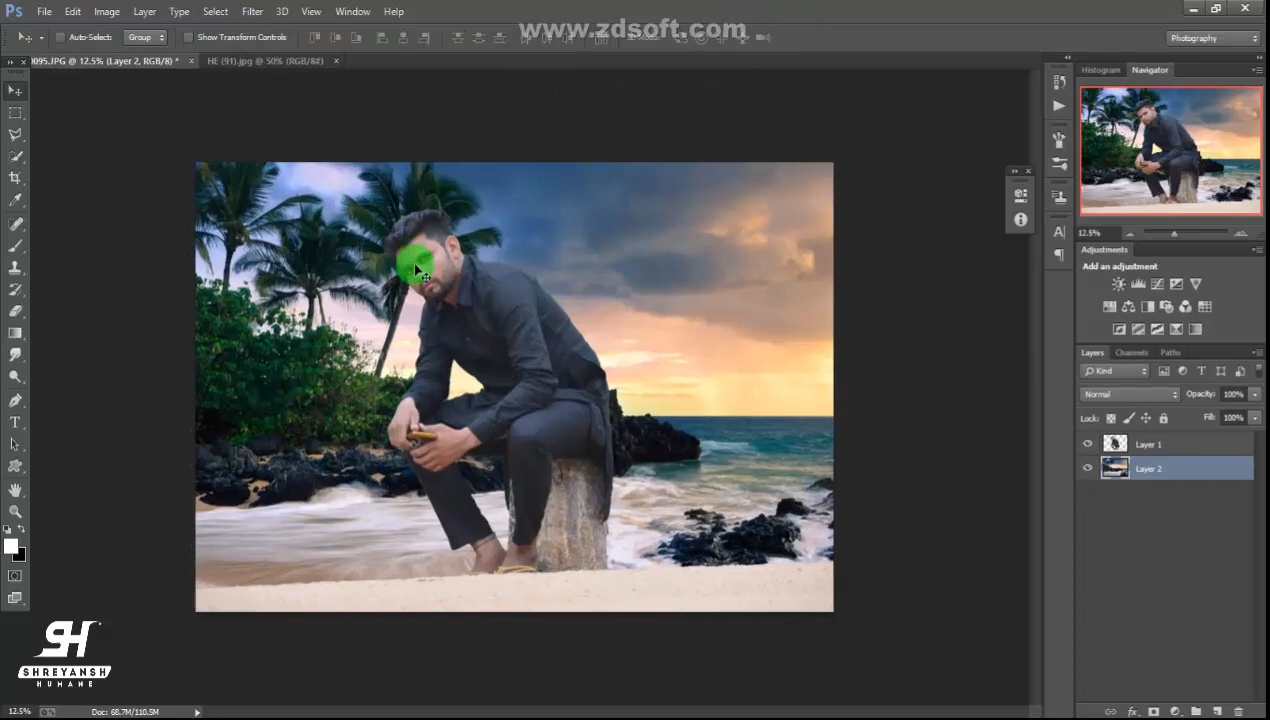 Ps File Edit Image Layer Type Select Filter 3D View Window Help
www.zdsoft.com
Auto-Select: Group Show Transform Controls
Photography
0095.JPG @ 12.5% (Layer 2, RGB/8) * × HE (91).jpg @ 50% (RGB/8#) ×
Histogram Navigator
12.5%
Adjustments
Add an adjustment
Layers Channels Paths
Kind
Normal Opacity: 100%
Lock: Fill: 100%
Layer 1
Layer 2
SH
SHREYANSH
HUMANE
12.5% Doc: 68.7M/110.5M